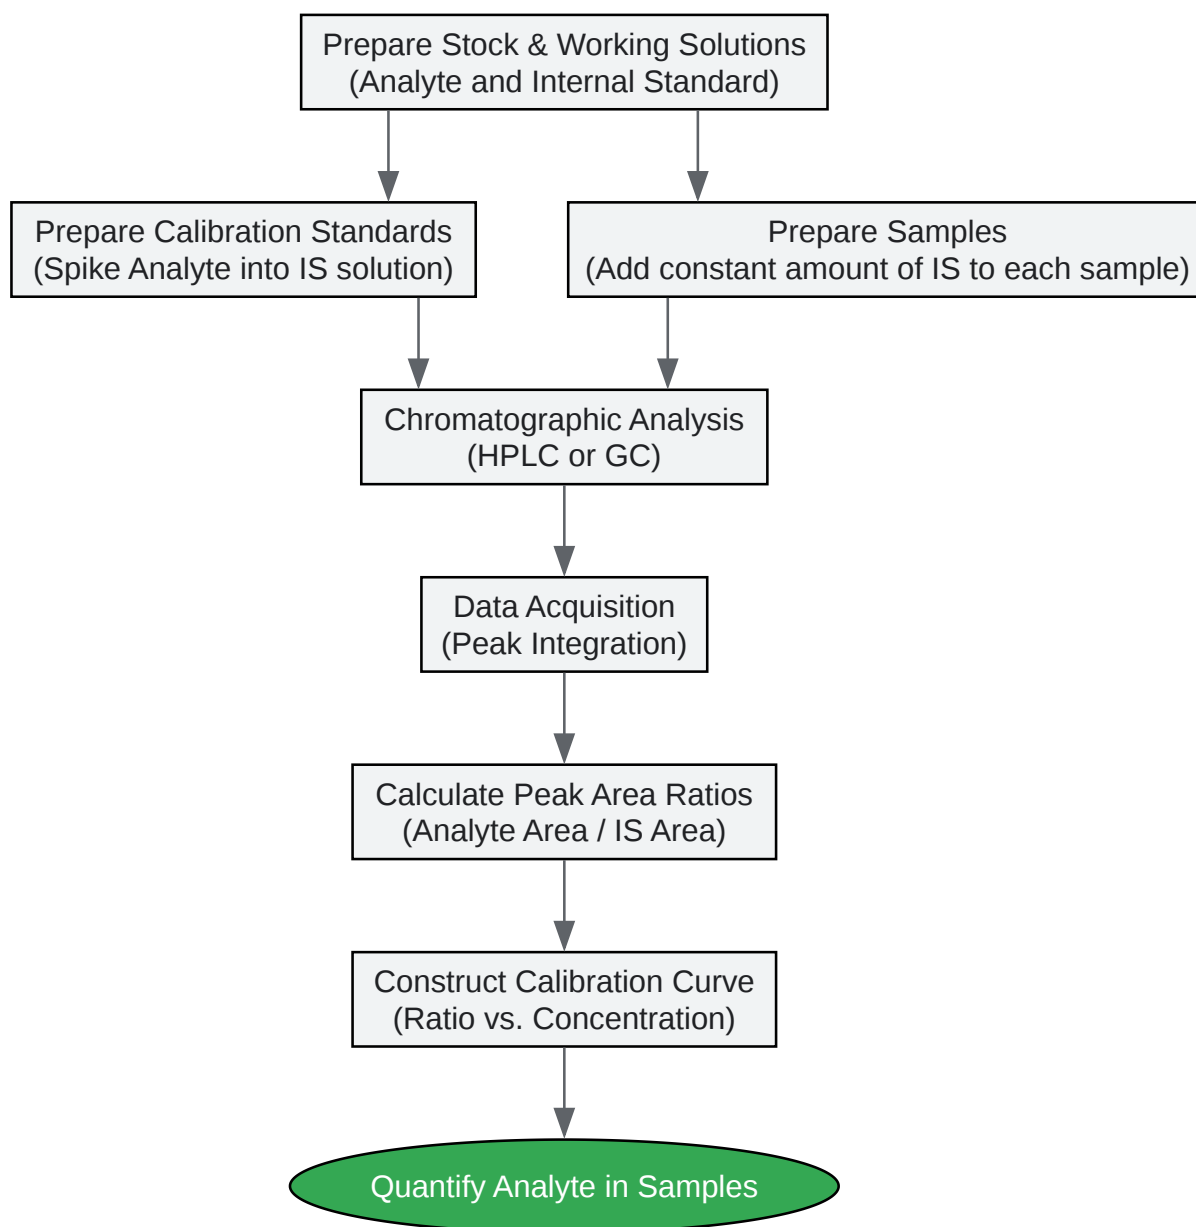 Prepare Stock & Working Solutions
(Analyte and Internal Standard)
Prepare Calibration Standards
(Spike Analyte into IS solution)
Prepare Samples
(Add constant amount of IS to each sample)
Chromatographic Analysis
(HPLC or GC)
Data Acquisition
(Peak Integration)
Calculate Peak Area Ratios
(Analyte Area / IS Area)
Construct Calibration Curve
(Ratio vs. Concentration)
Quantify Analyte in Samples